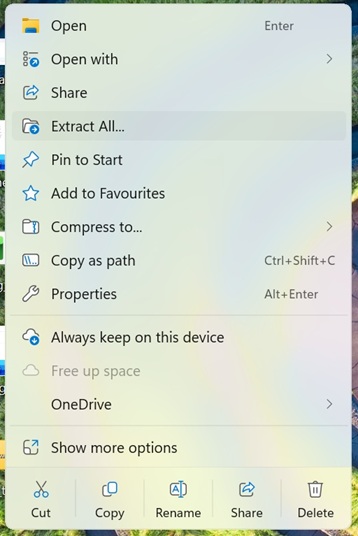 Open Enter
Open with
Share
Extract All...
Pin to Start
Add to Favourites
Compress to...
Copy as path Ctrl+Shift+C
Properties Alt+Enter
Always keep on this device
Free up space
OneDrive
Show more options
Cut Copy Rename Share Delete